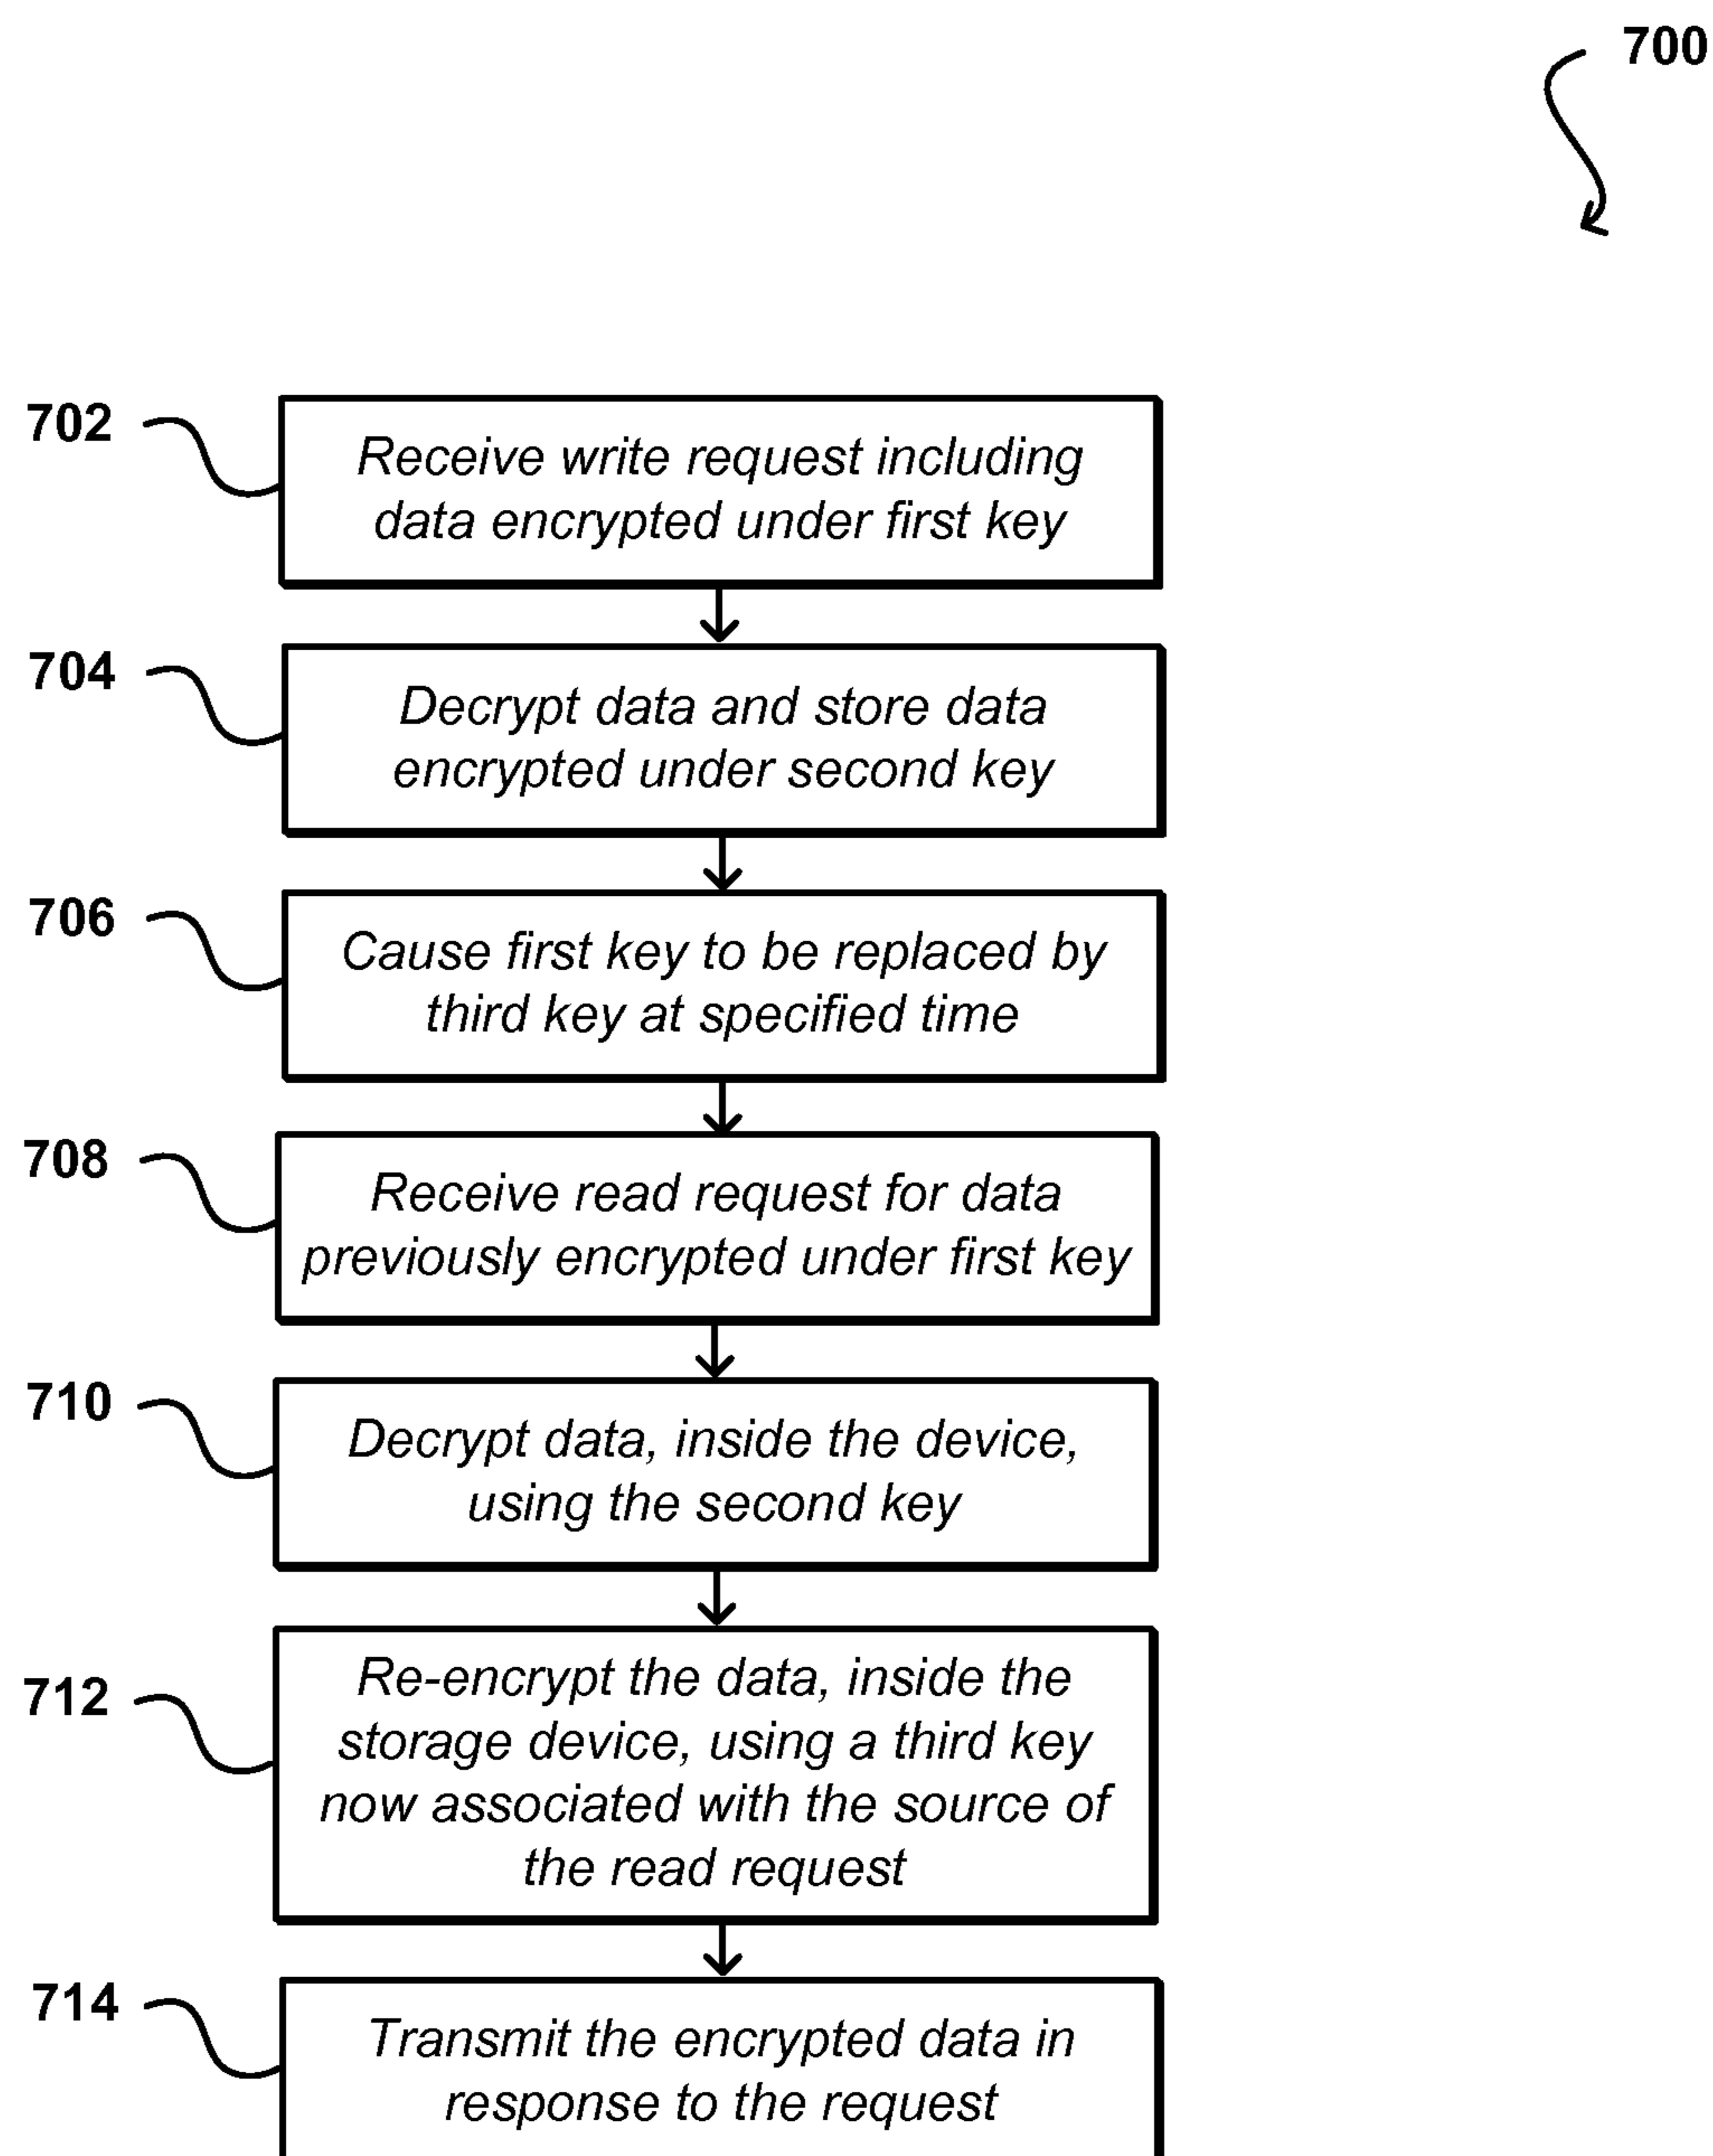 700
702
Receive write request including
data encrypted under first key
704
Decrypt data and store data
encrypted under second key
706
Cause first key to be replaced by
third key at specified time
708
Receive read request for data
previously encrypted under first key
710
Decrypt data, inside the device,
using the second key
712
Re-encrypt the data, inside the
storage device, using a third key
now associated with the source of
the read request
714
Transmit the encrypted data in
response to the request